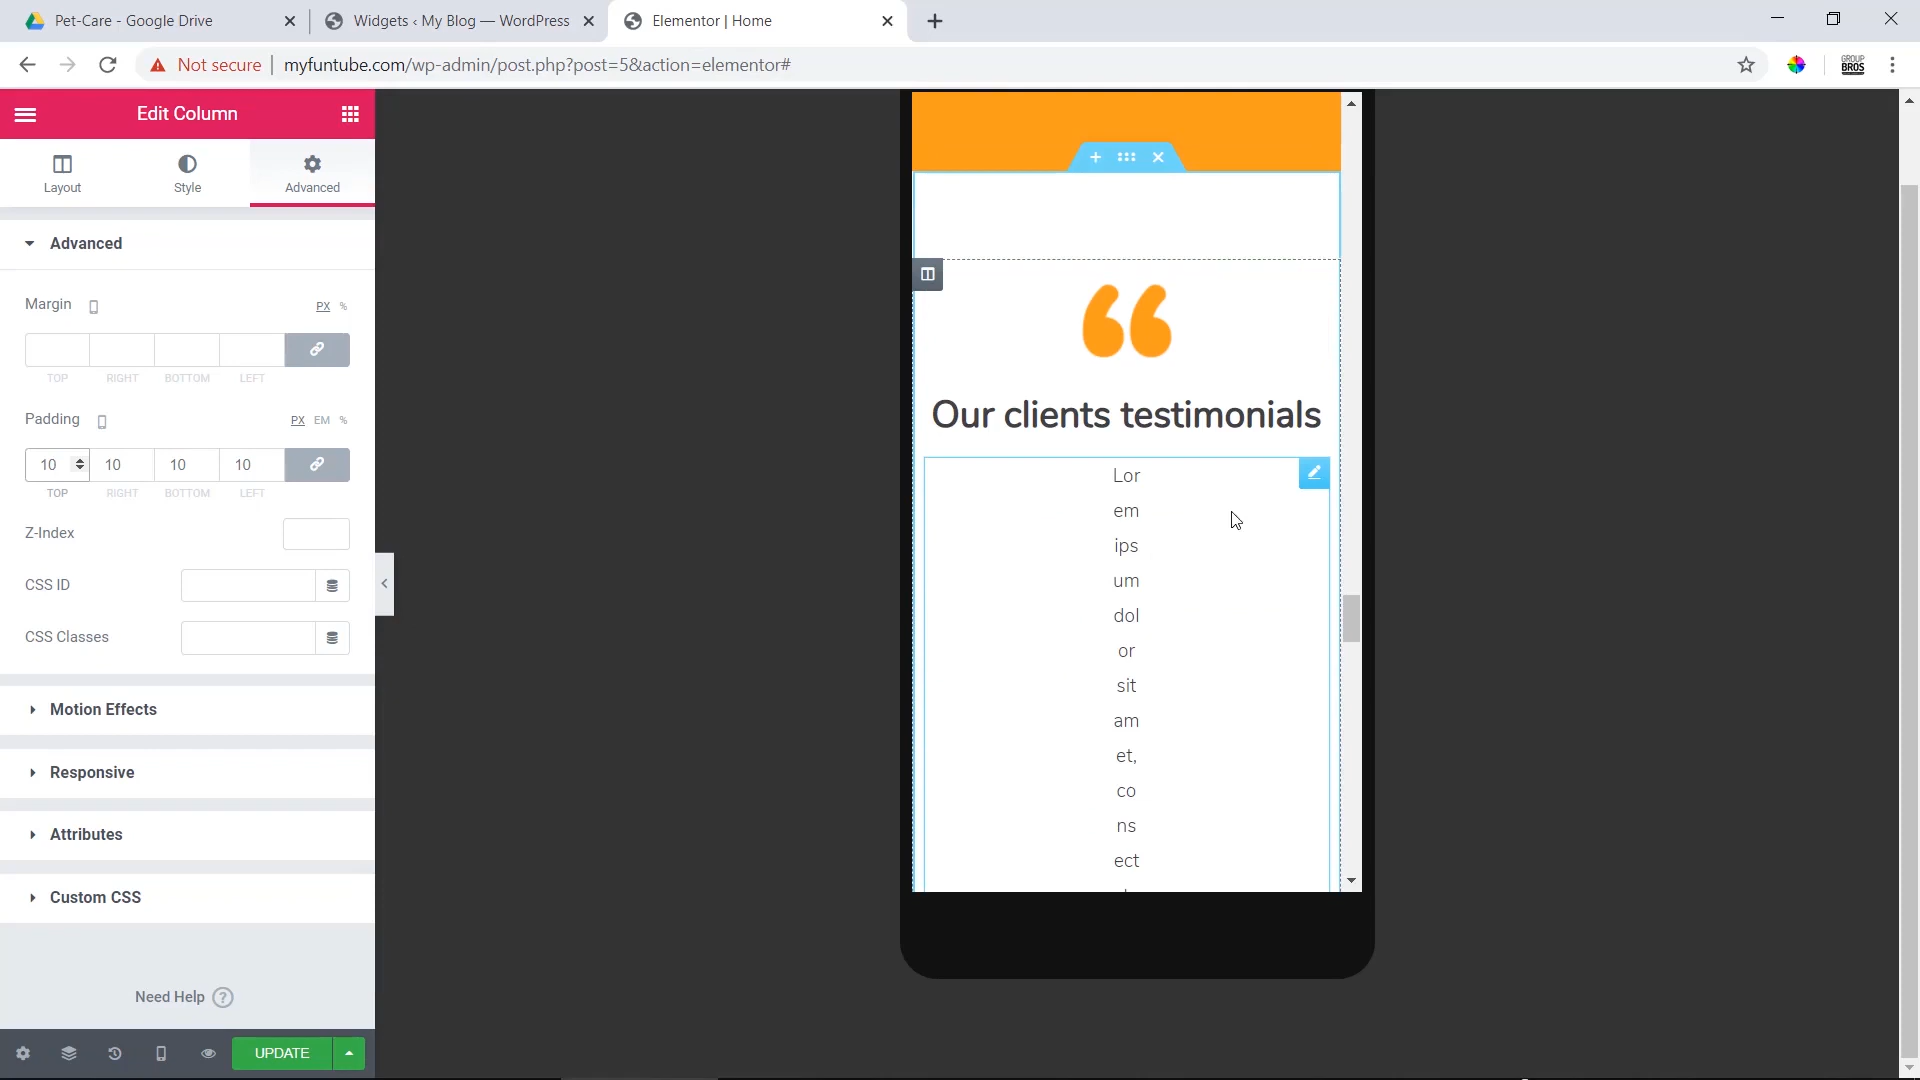 Pet-Care - Google Drive
Widgets ‹ My Blog — WordPress
Elementor | Home
Not secure
myfuntube.com/wp-admin/post.php?post=5&action=elementor#
GROUP
BROS
Edit Column
Layout
Style
Advanced
Advanced
Margin
PX
%
TOP
RIGHT
BOTTOM
LEFT
Padding
PX
EM
%
10
10
10
10
TOP
RIGHT
BOTTOM
LEFT
Z-Index
CSS ID
CSS Classes
Motion Effects
Responsive
Attributes
Custom CSS
Need Help
UPDATE
Our clients testimonials
Lor
em
ips
um
dol
or
sit
am
et,
co
ns
ect